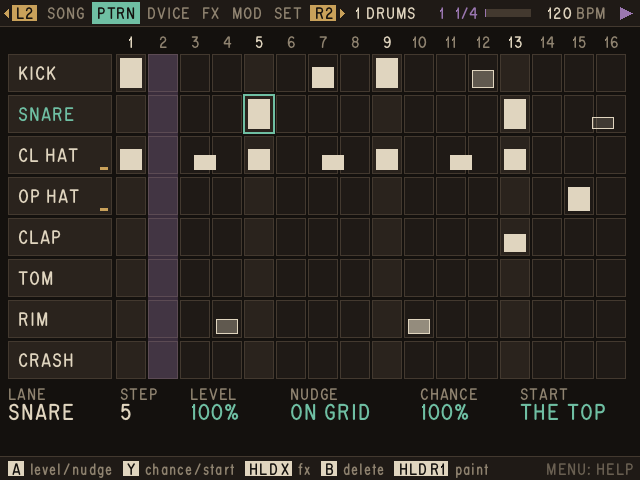 L2 SONG PTRN DVICE FX MOD SET R2 1 DRUMS 1 1/4 120 BPM
1 2 3 4 5 6 7 8 9 10 11 12 13 14 15 16
KICK
SNARE
CL HAT
OP HAT
CLAP
TOM
RIM
CRASH
LANE STEP LEVEL NUDGE CHANCE START
SNARE 5 100% ON GRID 100% THE TOP
A level/nudge Y chance/start HLDX fx B delete HLDR1 paint MENU: HELP